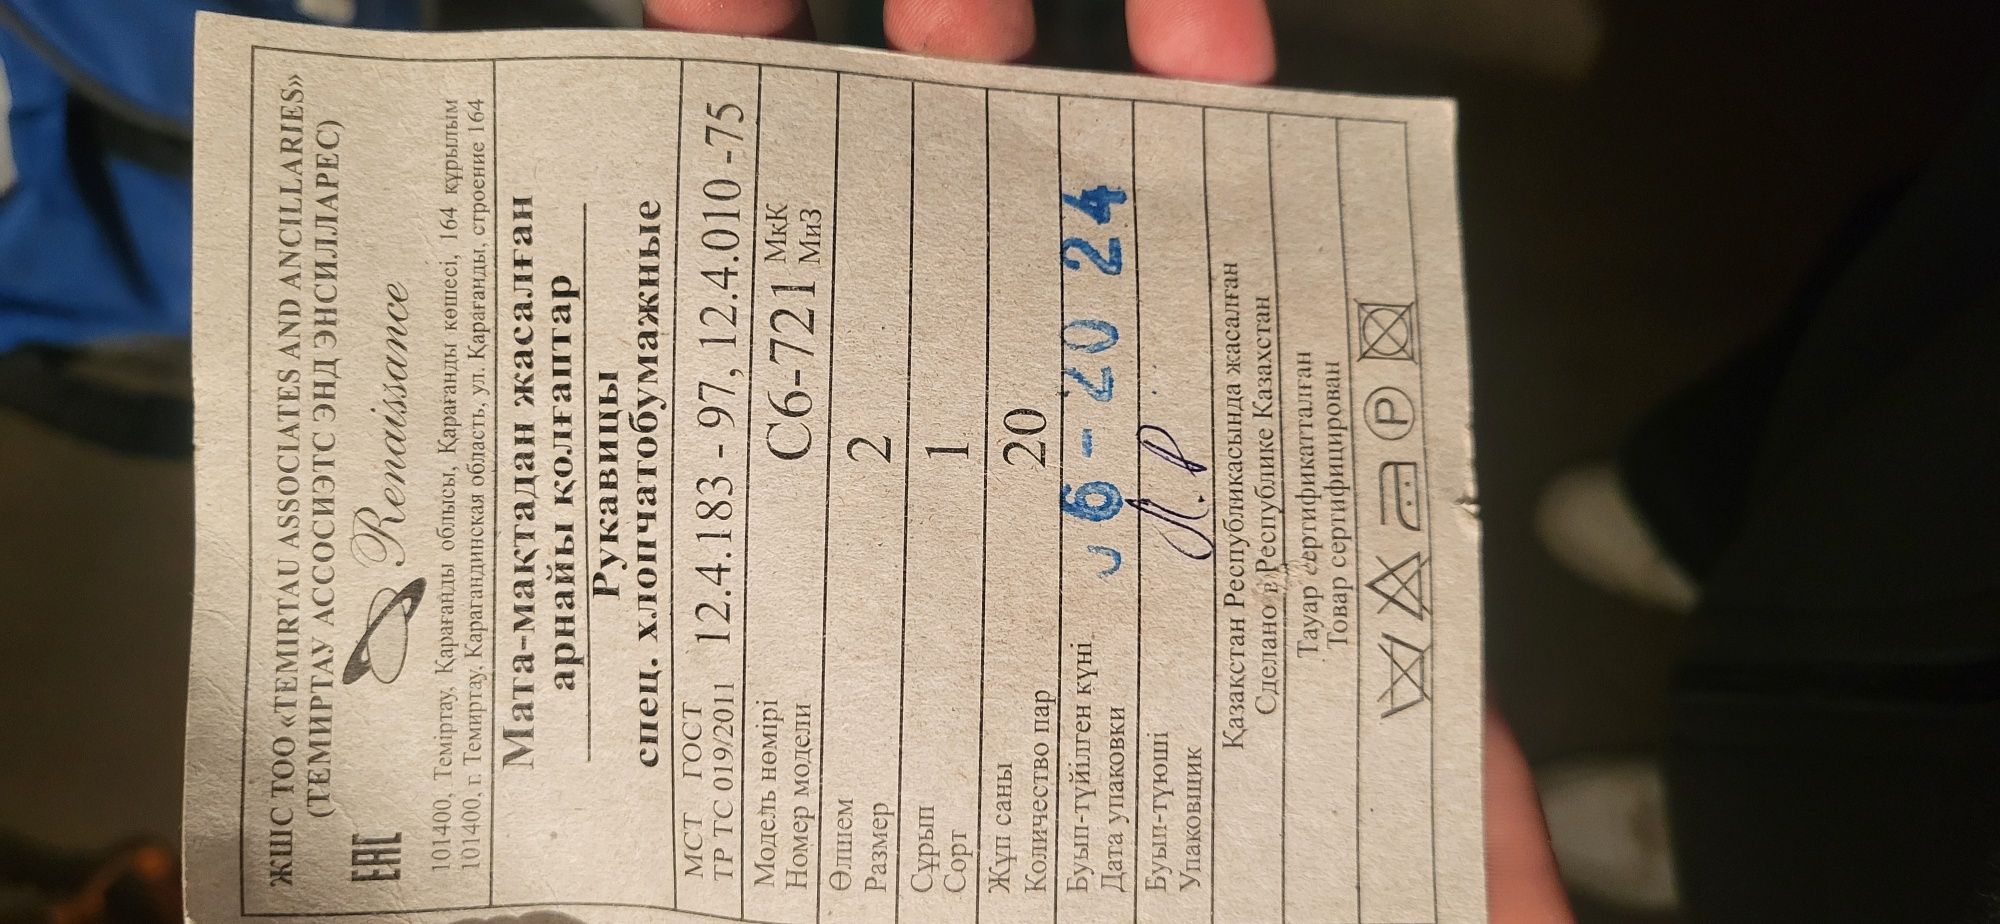 ЖШС ТОО «TEMIRTAU ASSOCIATES AND ANCILLARIES»
(ТЕМИРТАУ АССОСИЭТС ЭНД ЭНСИЛЛАРЕС)
EAC Renaissance
101400, Теміртау, Қарағанды облысы, Қарағанды көшесі, 164 құрылым
101400, г. Темиртау, Карагандинская область, ул. Қарағанды, строение 164
Мата-мақтадан жасалған
арнайы қолғаптар
Рукавицы
спец. хлопчатобумажные
МСТ ГОСТ
ТР ТС 019/2011 12.4.183 - 97, 12.4.010 -75
Модель нөмірі
Номер модели С6-721 МкК МиЗ
Өлшем
Размер 2
Сұрып
Сорт 1
Жұп саны
Количество пар 20
Буып-түйілген күні
Дата упаковки 6 - 20 24
Буып-түюші
Упаковщик Л.Р
Қазақстан Республикасында жасалған
Сделано в Республике Казахстан
Тауар сертификатталған
Товар сертифицирован
P